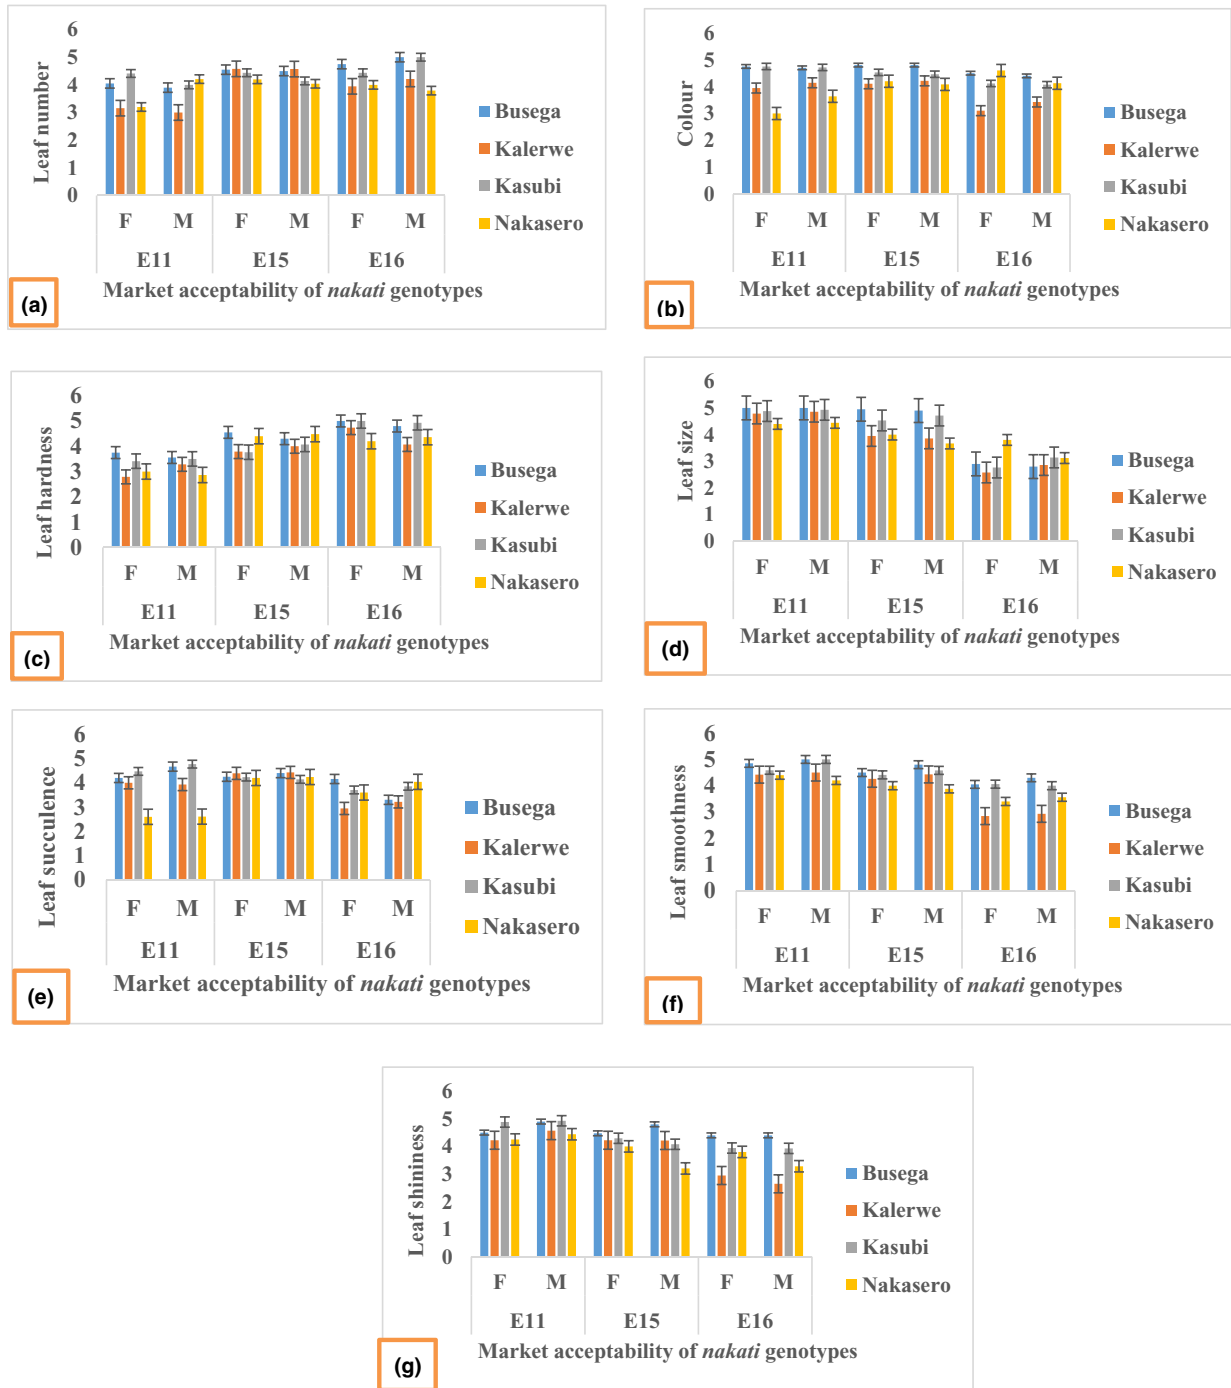 6
5
4
3
2
1
0
Leaf number
F M F M F M
E11 E15 E16
Market acceptability of nakati genotypes
Busega
Kalerwe
Kasubi
Nakasero
(a)
6
5
4
3
2
1
0
Colour
F M F M F M
E11 E15 E16
Market acceptability of nakati genotypes
Busega
Kalerwe
Kasubi
Nakasero
(b)
6
5
4
3
2
1
0
Leaf hardness
F M F M F M
E11 E15 E16
Market acceptability of nakati genotypes
Busega
Kalerwe
Kasubi
Nakasero
(c)
6
5
4
3
2
1
0
Leaf size
F M F M F M
E11 E15 E16
Market acceptability of nakati genotypes
Busega
Kalerwe
Kasubi
Nakasero
(d)
6
5
4
3
2
1
0
Leaf succulence
F M F M F M
E11 E15 E16
Market acceptability of nakati genotypes
Busega
Kalerwe
Kasubi
Nakasero
(e)
6
5
4
3
2
1
0
Leaf smoothness
F M F M F M
E11 E15 E16
Market acceptability of nakati genotypes
Busega
Kalerwe
Kasubi
Nakasero
(f)
6
5
4
3
2
1
0
Leaf shininess
F M F M F M
E11 E15 E16
Market acceptability of nakati genotypes
Busega
Kalerwe
Kasubi
Nakasero
(g)